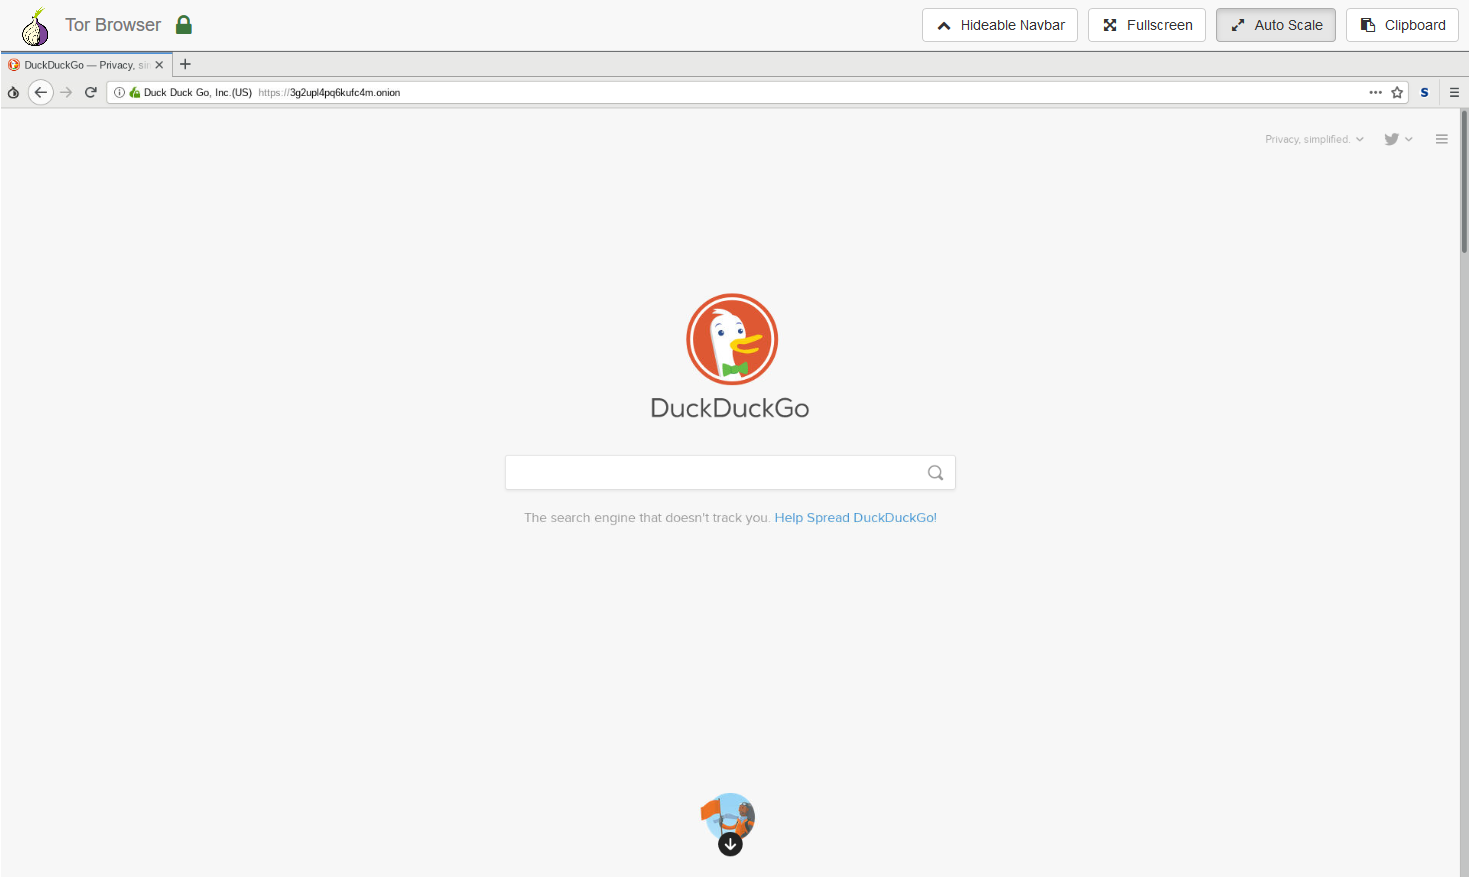 Tor Browser
Hideable Navbar
Fullscreen
Auto Scale
Clipboard
DuckDuckGo — Privacy, sim
Duck Duck Go, Inc.(US) https://3g2upl4pq6kufc4m.onion
S
Privacy, simplified.
DuckDuckGo
The search engine that doesn't track you. Help Spread DuckDuckGo!